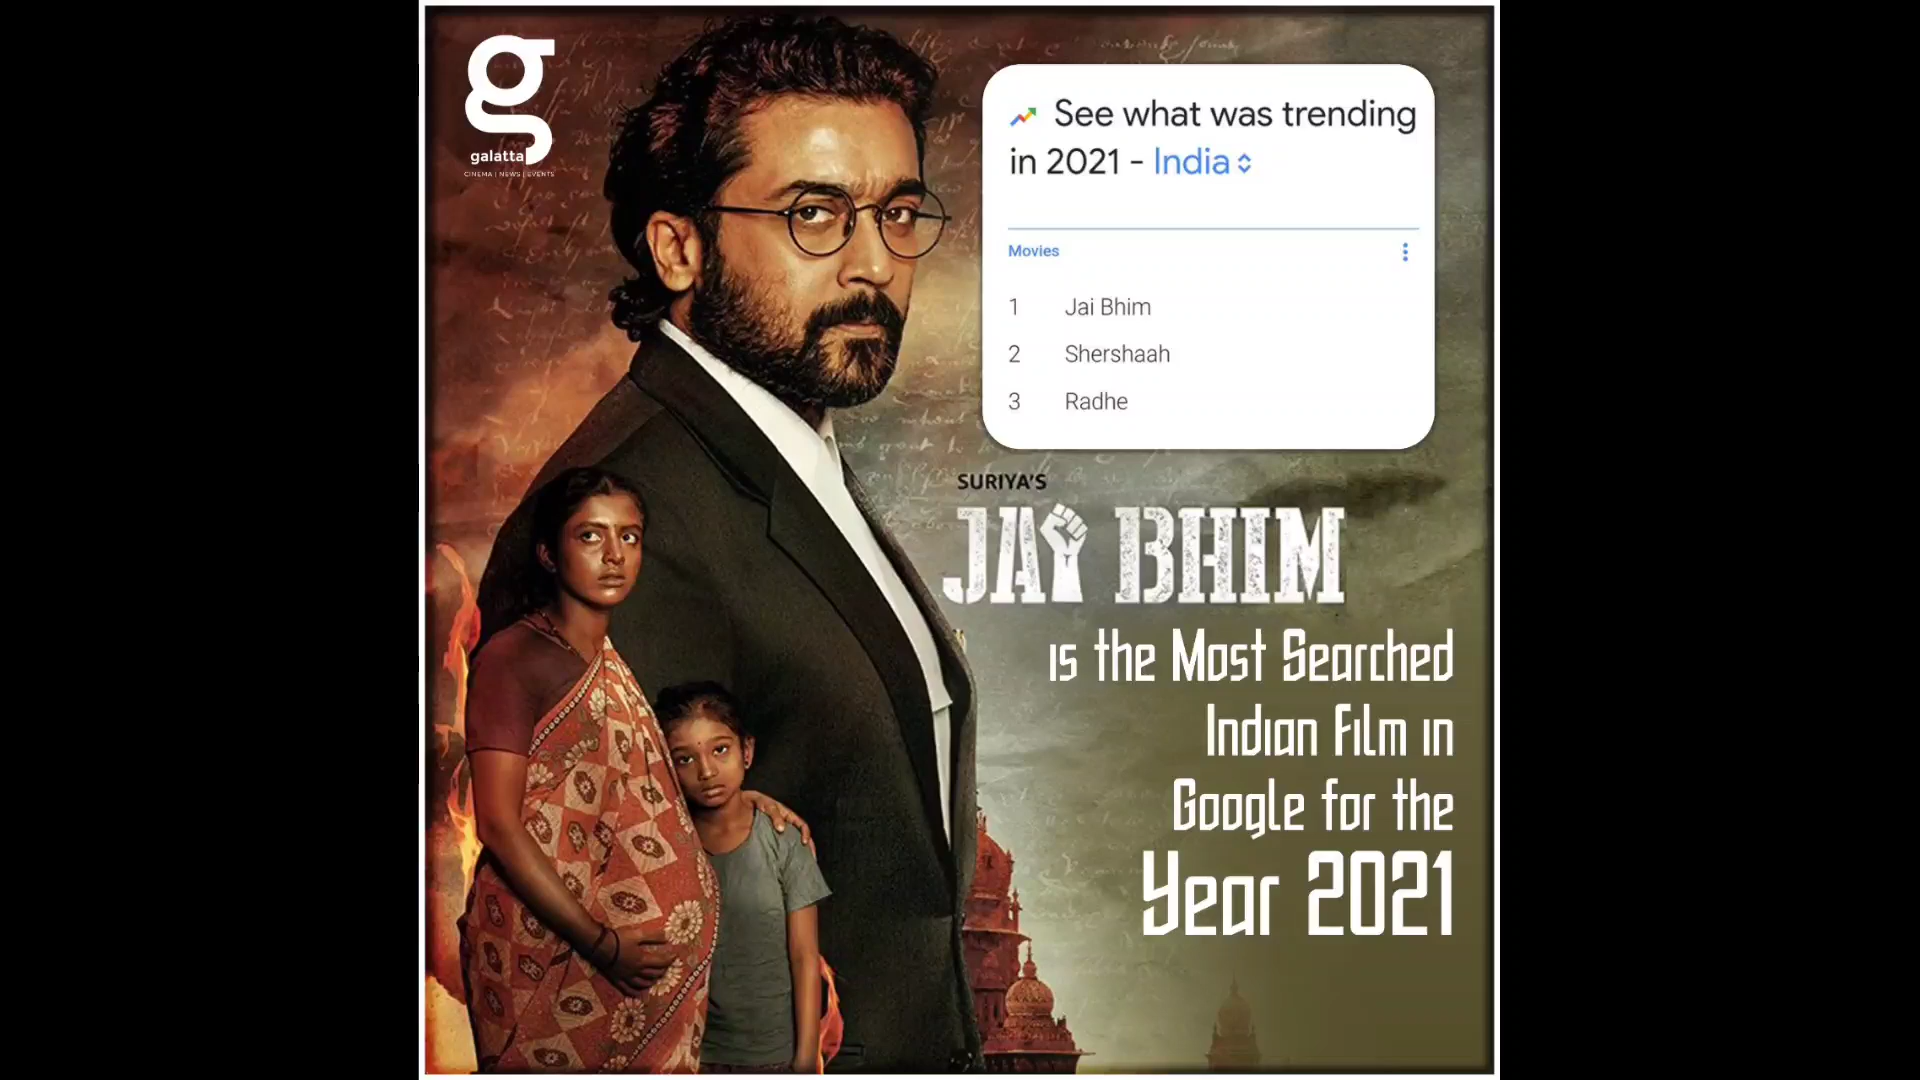 g
galatta
CINEMA | NEWS | EVENTS
See what was trending
in 2021 - India
Movies
1 Jai Bhim
2 Shershaah
3 Radhe
SURIYA'S
JAI BHIM
is the Most Searched
Indian Film in
Google for the
Year 2021